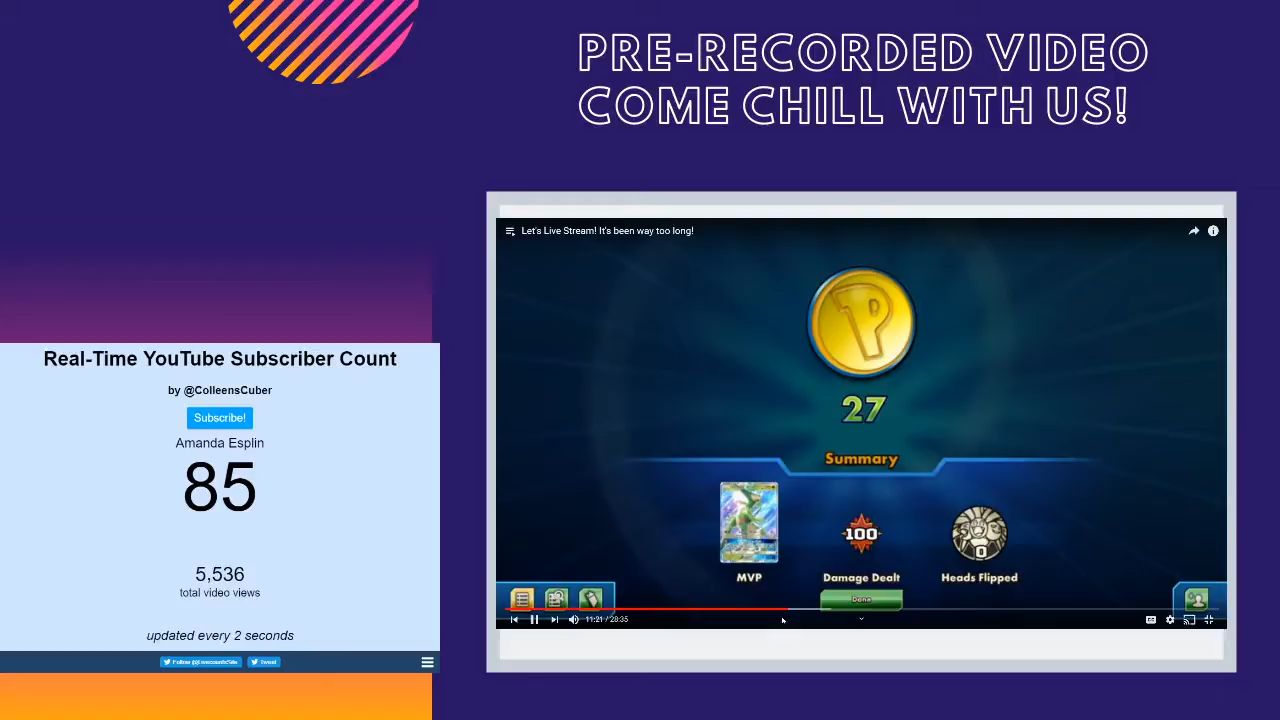 PRE-RECORDED VIDEO
COME CHILL WITH US!
Let's Live Stream! It's been way too long!
27
Summary
100
0
MVP
Damage Dealt
Heads Flipped
Done
11:21 / 28:35
Real-Time YouTube Subscriber Count
by @ColleensCuber
Subscribe!
Amanda Esplin
85
5,536
total video views
updated every 2 seconds
Follow @livecountsSite
Tweet